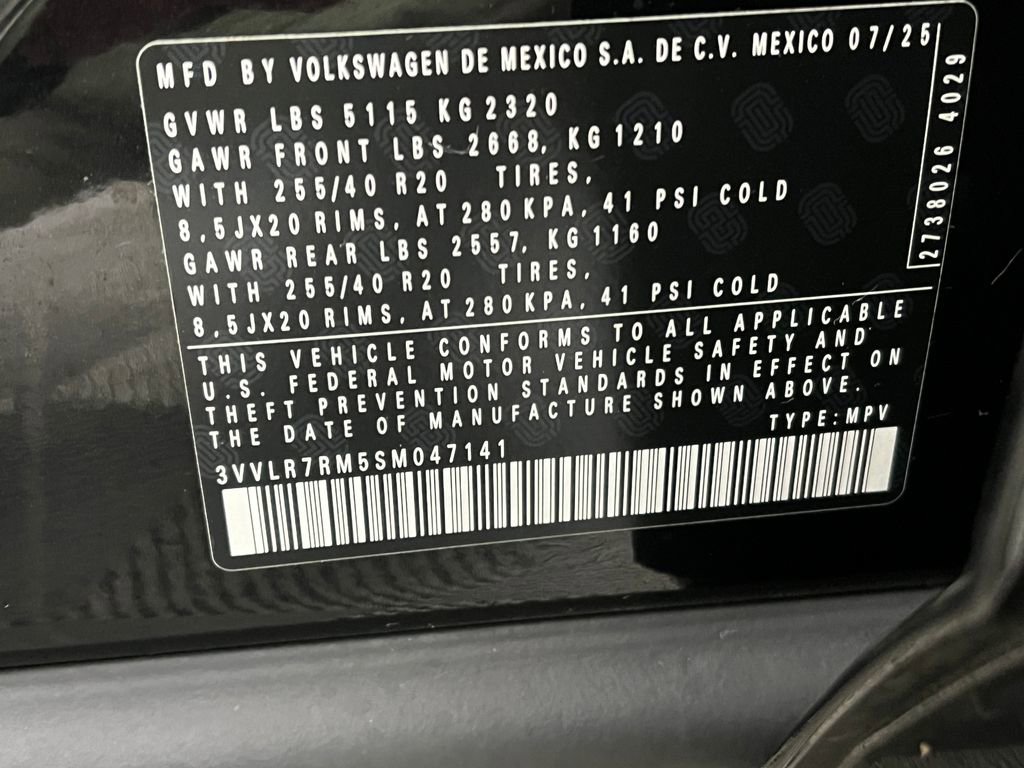 MFD BY VOLKSWAGEN DE MEXICO S.A. DE C.V. MEXICO 07/25
GVWR LBS 5115 KG 2320
GAWR FRONT LBS 2668, KG 1210
WITH 255/40 R20 TIRES,
8,5JX20 RIMS, AT 280 KPA, 41 PSI COLD
GAWR REAR LBS 2557, KG 1160
WITH 255/40 R20 TIRES,
8,5JX20 RIMS, AT 280 KPA, 41 PSI COLD
2738026 4029
THIS VEHICLE CONFORMS TO ALL APPLICABLE
U.S. FEDERAL MOTOR VEHICLE SAFETY AND
THEFT PREVENTION STANDARDS IN EFFECT ON
THE DATE OF MANUFACTURE SHOWN ABOVE.
TYPE: MPV
3VVLR7RM5SM047141